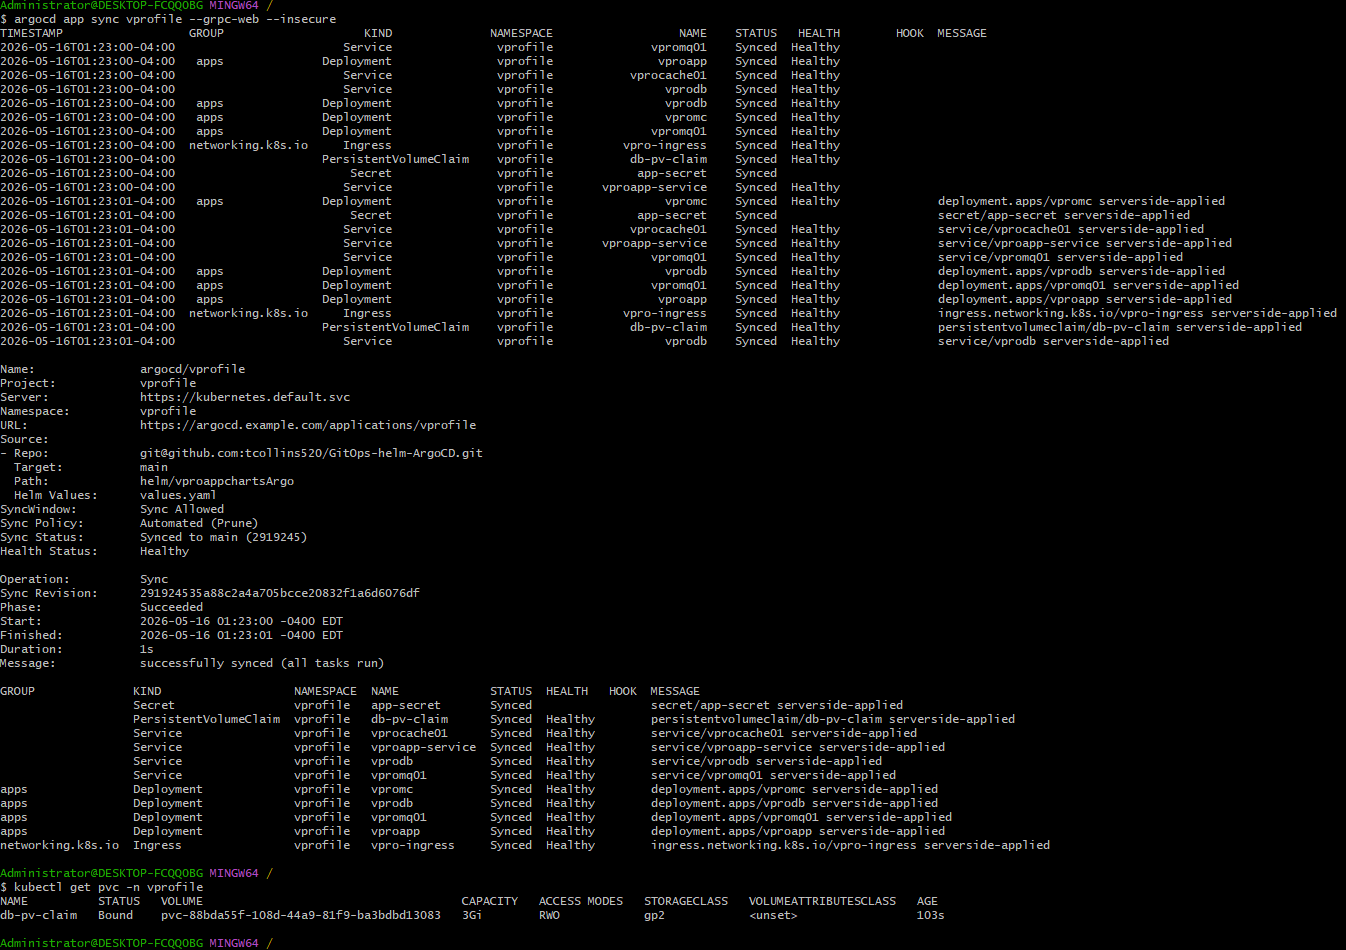 Administrator@DESKTOP-FCQQOBG MINGW64 /
$ argocd app sync vprofile --grpc-web --insecure
TIMESTAMP                  GROUP                        KIND              NAMESPACE                  NAME    STATUS   HEALTH        HOOK  MESSAGE
2026-05-16T01:23:00-04:00                        Service               vprofile              vpromq01    Synced  Healthy
2026-05-16T01:23:00-04:00   apps              Deployment               vprofile               vproapp    Synced  Healthy
2026-05-16T01:23:00-04:00                        Service               vprofile           vprocache01    Synced  Healthy
2026-05-16T01:23:00-04:00                        Service               vprofile                vprodb    Synced  Healthy
2026-05-16T01:23:00-04:00   apps              Deployment               vprofile                vprodb    Synced  Healthy
2026-05-16T01:23:00-04:00   apps              Deployment               vprofile                vpromc    Synced  Healthy
2026-05-16T01:23:00-04:00   apps              Deployment               vprofile              vpromq01    Synced  Healthy
2026-05-16T01:23:00-04:00  networking.k8s.io     Ingress               vprofile          vpro-ingress    Synced  Healthy
2026-05-16T01:23:00-04:00                     PersistentVolumeClaim    vprofile           db-pv-claim    Synced  Healthy
2026-05-16T01:23:00-04:00                         Secret               vprofile            app-secret    Synced
2026-05-16T01:23:00-04:00                        Service               vprofile       vproapp-service    Synced  Healthy
2026-05-16T01:23:01-04:00   apps              Deployment               vprofile                vpromc    Synced  Healthy              deployment.apps/vpromc serverside-applied
2026-05-16T01:23:01-04:00                         Secret               vprofile            app-secret    Synced                       secret/app-secret serverside-applied
2026-05-16T01:23:01-04:00                        Service               vprofile           vprocache01    Synced  Healthy              service/vprocache01 serverside-applied
2026-05-16T01:23:01-04:00                        Service               vprofile       vproapp-service    Synced  Healthy              service/vproapp-service serverside-applied
2026-05-16T01:23:01-04:00                        Service               vprofile              vpromq01    Synced  Healthy              service/vpromq01 serverside-applied
2026-05-16T01:23:01-04:00   apps              Deployment               vprofile                vprodb    Synced  Healthy              deployment.apps/vprodb serverside-applied
2026-05-16T01:23:01-04:00   apps              Deployment               vprofile              vpromq01    Synced  Healthy              deployment.apps/vpromq01 serverside-applied
2026-05-16T01:23:01-04:00   apps              Deployment               vprofile               vproapp    Synced  Healthy              deployment.apps/vproapp serverside-applied
2026-05-16T01:23:01-04:00  networking.k8s.io     Ingress               vprofile          vpro-ingress    Synced  Healthy              ingress.networking.k8s.io/vpro-ingress serverside-applied
2026-05-16T01:23:01-04:00                     PersistentVolumeClaim    vprofile           db-pv-claim    Synced  Healthy              persistentvolumeclaim/db-pv-claim serverside-applied
2026-05-16T01:23:01-04:00                        Service               vprofile                vprodb    Synced  Healthy              service/vprodb serverside-applied

Name:               argocd/vprofile
Project:            vprofile
Server:             https://kubernetes.default.svc
Namespace:          vprofile
URL:                https://argocd.example.com/applications/vprofile
Source:
- Repo:             git@github.com:tcollins520/GitOps-helm-ArgoCD.git
  Target:           main
  Path:             helm/vproappchartsArgo
  Helm Values:      values.yaml
SyncWindow:         Sync Allowed
Sync Policy:        Automated (Prune)
Sync Status:        Synced to main (2919245)
Health Status:      Healthy

Operation:          Sync
Sync Revision:      291924535a88c2a4a705bcce20832f1a6d6076df
Phase:              Succeeded
Start:              2026-05-16 01:23:00 -0400 EDT
Finished:           2026-05-16 01:23:01 -0400 EDT
Duration:           1s
Message:            successfully synced (all tasks run)

GROUP              KIND                   NAMESPACE  NAME             STATUS  HEALTH   HOOK  MESSAGE
                   Secret                 vprofile   app-secret       Synced                 secret/app-secret serverside-applied
                   PersistentVolumeClaim  vprofile   db-pv-claim      Synced  Healthy        persistentvolumeclaim/db-pv-claim serverside-applied
                   Service                vprofile   vprocache01      Synced  Healthy        service/vprocache01 serverside-applied
                   Service                vprofile   vproapp-service  Synced  Healthy        service/vproapp-service serverside-applied
                   Service                vprofile   vprodb           Synced  Healthy        service/vprodb serverside-applied
                   Service                vprofile   vpromq01         Synced  Healthy        service/vpromq01 serverside-applied
apps               Deployment             vprofile   vpromc           Synced  Healthy        deployment.apps/vpromc serverside-applied
apps               Deployment             vprofile   vprodb           Synced  Healthy        deployment.apps/vprodb serverside-applied
apps               Deployment             vprofile   vpromq01         Synced  Healthy        deployment.apps/vpromq01 serverside-applied
apps               Deployment             vprofile   vproapp          Synced  Healthy        deployment.apps/vproapp serverside-applied
networking.k8s.io  Ingress                vprofile   vpro-ingress     Synced  Healthy        ingress.networking.k8s.io/vpro-ingress serverside-applied

Administrator@DESKTOP-FCQQOBG MINGW64 /
$ kubectl get pvc -n vprofile
NAME          STATUS   VOLUME                                     CAPACITY   ACCESS MODES   STORAGECLASS   VOLUMEATTRIBUTESCLASS   AGE
db-pv-claim   Bound    pvc-88bda55f-108d-44a9-81f9-ba3bdbd13083   3Gi        RWO            gp2            <unset>                 103s

Administrator@DESKTOP-FCQQOBG MINGW64 /